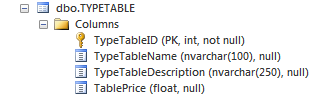 dbo.TYPETABLE
Columns
TypeTableID (PK, int, not null)
TypeTableName (nvarchar(100), null)
TypeTableDescription (nvarchar(250), null)
TablePrice (float, null)